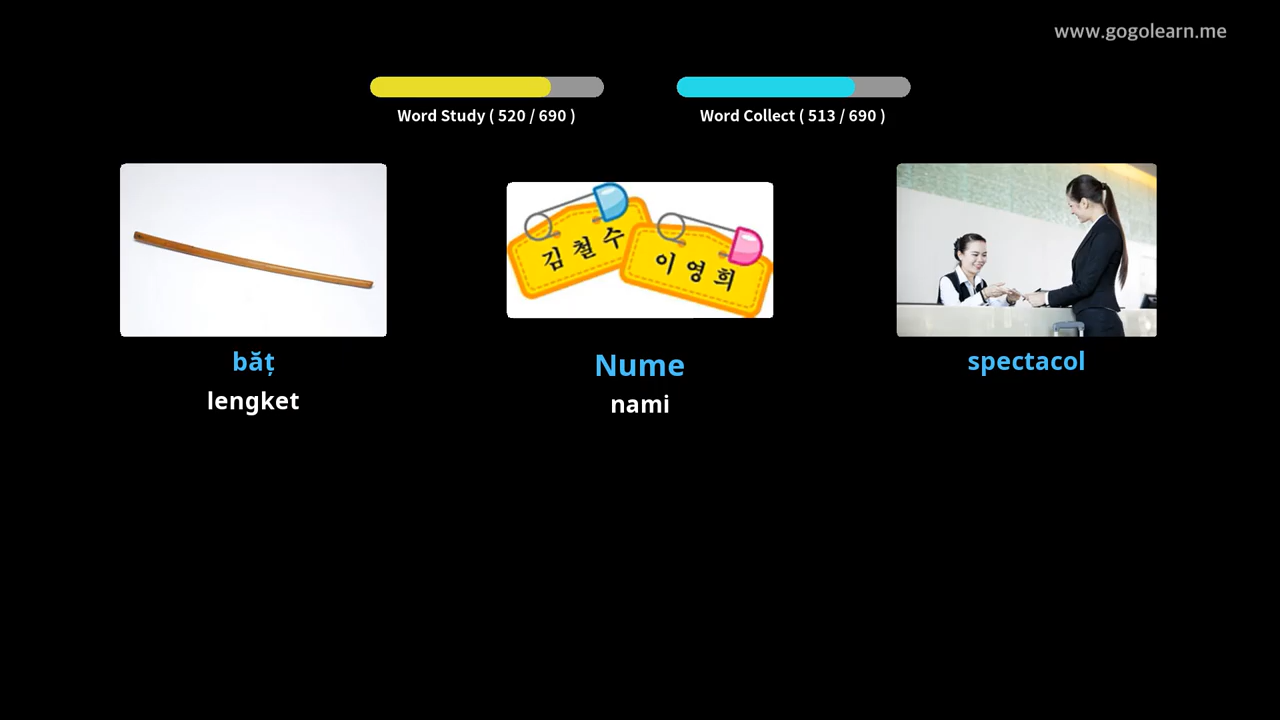 www.gogolearn.me
Word Study ( 520 / 690 )
Word Collect ( 513 / 690 )
김철수
이영희
băț
lengket
Nume
nami
spectacol